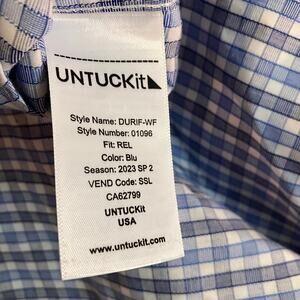 UNTUCKit
Style Name: DURIF-WF
Style Number: 01096
Fit: REL
Color: Blu
Season: 2023 SP 2
VEND Code: SSL
CA62799
UNTUCKit
USA
www.untuckit.com